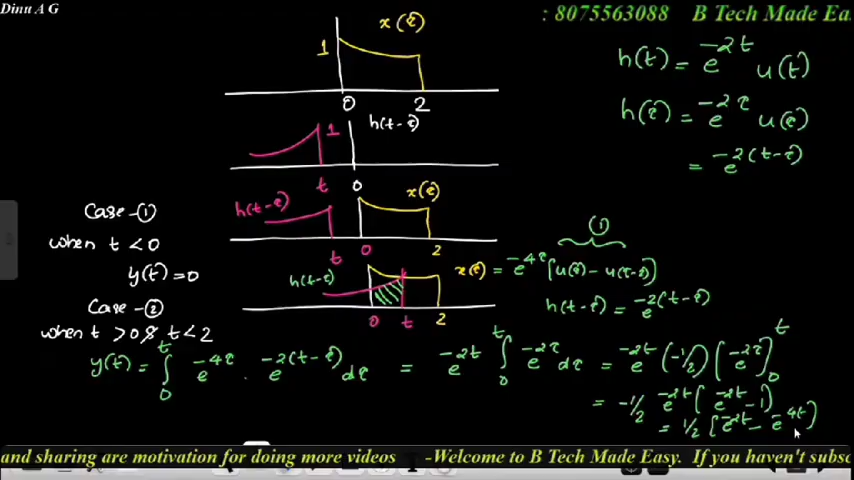 Dinu A G
: 8075563088 B Tech Made Eas
x(τ)
1
0 2
h(t) = e^{-2t} u(t)
h(τ) = e^{-2τ} u(τ)
= e^{-2(t-τ)}
1 h(t-τ)
t 0
h(t-τ) x(τ)
t 0 2
Case-①
when t < 0
y(t) = 0
Case-②
when t > 0 & t < 2
①
h(t-τ) x(τ) = e^{-4τ} [u(τ) - u(τ-2)]
h(t-τ) = e^{-2(t-τ)}
0 t 2
y(t) = ∫_0^t e^{-4τ} . e^{-2(t-τ)} dτ = e^{-2t} ∫_0^t e^{-2τ} dτ = e^{-2t} (-1/2) [e^{-2τ}]_0^t
= -1/2 e^{-2t} [e^{-2t} - 1]
= 1/2 [e^{-2t} - e^{-4t}]
and sharing are motivation for doing more videos -Welcome to B Tech Made Easy. If you haven't subsc